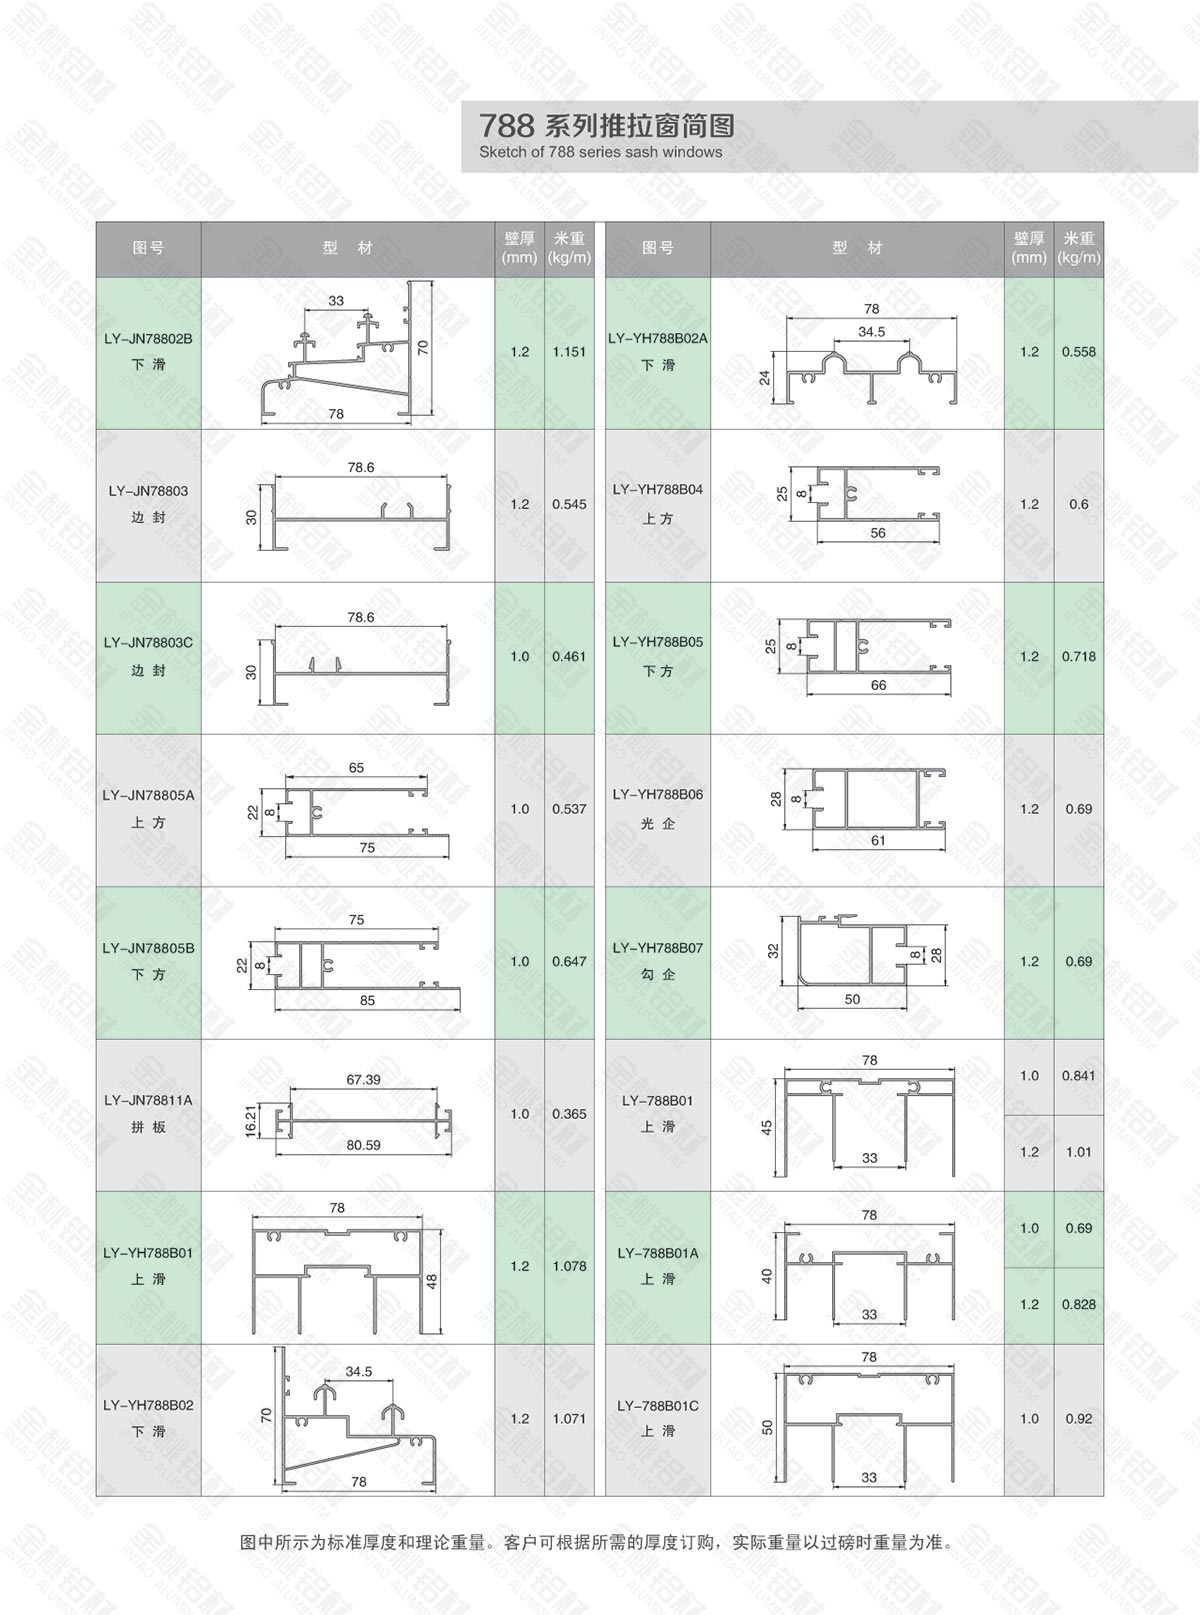 788 系列推拉窗简图
Sketch of 788 series sash windows
图号 型 材 壁厚 (mm) 米重 (kg/m)
图号 型 材 壁厚 (mm) 米重 (kg/m)
LY-JN78802B
下 滑
33
70
78
1.2 1.151
LY-YH788B02A
下 滑
78
34.5
24
1.2 0.558
LY-JN78803
边 封
78.6
30
1.2 0.545
LY-YH788B04
上 方
25
8
56
1.2 0.6
LY-JN78803C
边 封
78.6
30
1.0 0.461
LY-YH788B05
下 方
25
8
66
1.2 0.718
LY-JN78805A
上 方
65
22
8
75
1.0 0.537
LY-YH788B06
光 企
28
8
61
1.2 0.69
LY-JN78805B
下 方
75
22
8
85
1.0 0.647
LY-YH788B07
勾 企
32
8
28
50
1.2 0.69
LY-JN78811A
拼 板
67.39
16.21
80.59
1.0 0.365
LY-788B01
上 滑
78
45
33
1.0 0.841
1.2 1.01
LY-YH788B01
上 滑
78
48
1.2 1.078
LY-788B01A
上 滑
78
40
33
1.0 0.69
1.2 0.828
LY-YH788B02
下 滑
34.5
70
78
1.2 1.071
LY-788B01C
上 滑
78
50
33
1.0 0.92
图中所示为标准厚度和理论重量。客户可根据所需的厚度订购，实际重量以过磅时重量为准。
金桃铝材
JINTAO ALUMINIUM